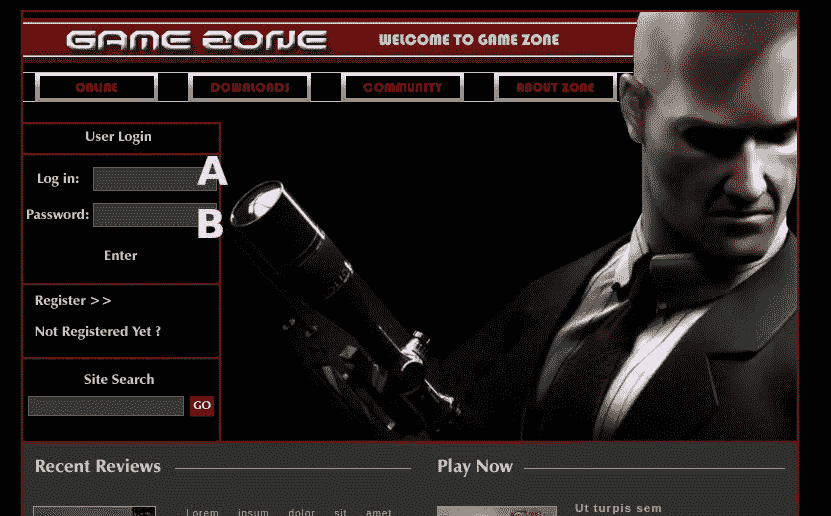 GAME ZONE
WELCOME TO GAME ZONE
ONLINE DOWNLOADS COMMUNITY ABOUT ZONE
User Login
Log in: A
Password: B
Enter
Register >>
Not Registered Yet ?
Site Search
GO
Recent Reviews
Play Now
Lorem ipsum dolor sit amet
Ut turpis sem